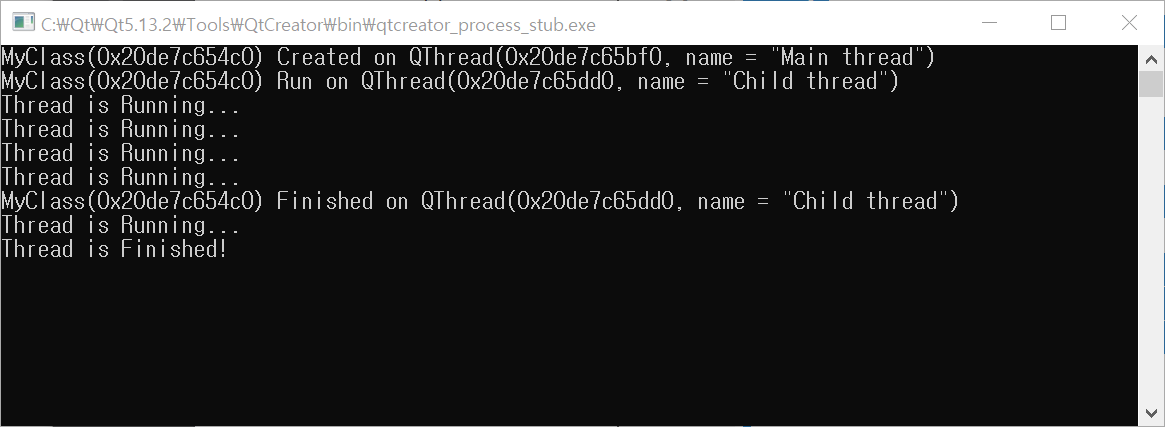 C:₩Qt₩Qt5.13.2₩Tools₩QtCreator₩bin₩qtcreator_process_stub.exe
MyClass(0x20de7c654c0) Created on QThread(0x20de7c65bf0, name = "Main thread")
MyClass(0x20de7c654c0) Run on QThread(0x20de7c65dd0, name = "Child thread")
Thread is Running...
Thread is Running...
Thread is Running...
Thread is Running...
MyClass(0x20de7c654c0) Finished on QThread(0x20de7c65dd0, name = "Child thread")
Thread is Running...
Thread is Finished!